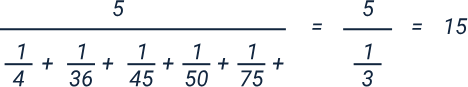 5 / (1/4 + 1/36 + 1/45 + 1/50 + 1/75 +) = 5 / (1/3) = 15